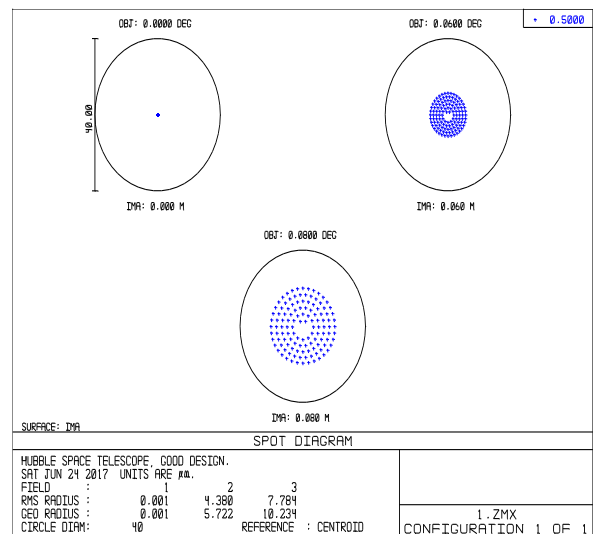 OBJ: 0.0000 DEG
OBJ: 0.0600 DEG
+ 0.5000
40.00
IMA: 0.000 M
IMA: 0.060 M
OBJ: 0.0800 DEG
IMA: 0.080 M
SURFACE: IMA
SPOT DIAGRAM
HUBBLE SPACE TELESCOPE, GOOD DESIGN.
SAT JUN 24 2017 UNITS ARE µm.
FIELD : 1 2 3
RMS RADIUS : 0.001 4.380 7.784
GEO RADIUS : 0.001 5.722 10.234
CIRCLE DIAM: 40 REFERENCE : CENTROID
1.ZMX
CONFIGURATION 1 OF 1